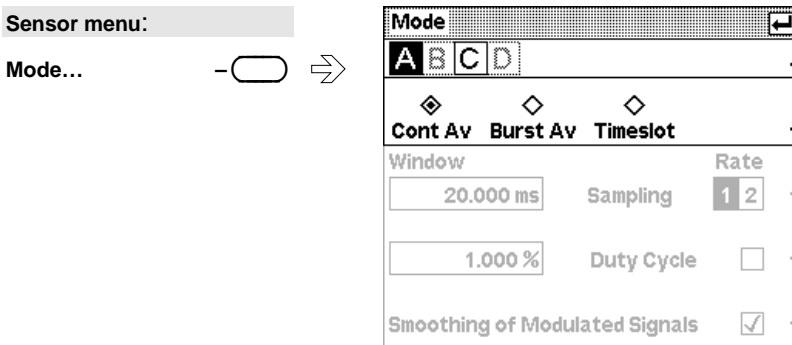 Sensor menu:
Mode…
Mode
A B C D
Cont Av Burst Av Timeslot
Window Rate
20.000 ms Sampling 1 2
1.000 % Duty Cycle
Smoothing of Modulated Signals